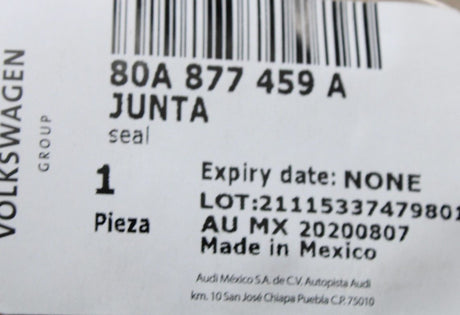 VOLKSWAGEN
GROUP
80A 877 459 A
JUNTA
seal
1
Pieza
Expiry date: NONE
LOT:21115337479801
AU MX 20200807
Made in Mexico
Audi México S.A. de C.V. Autopista Audi
km. 10 San José Chiapa Puebla C.P. 75010